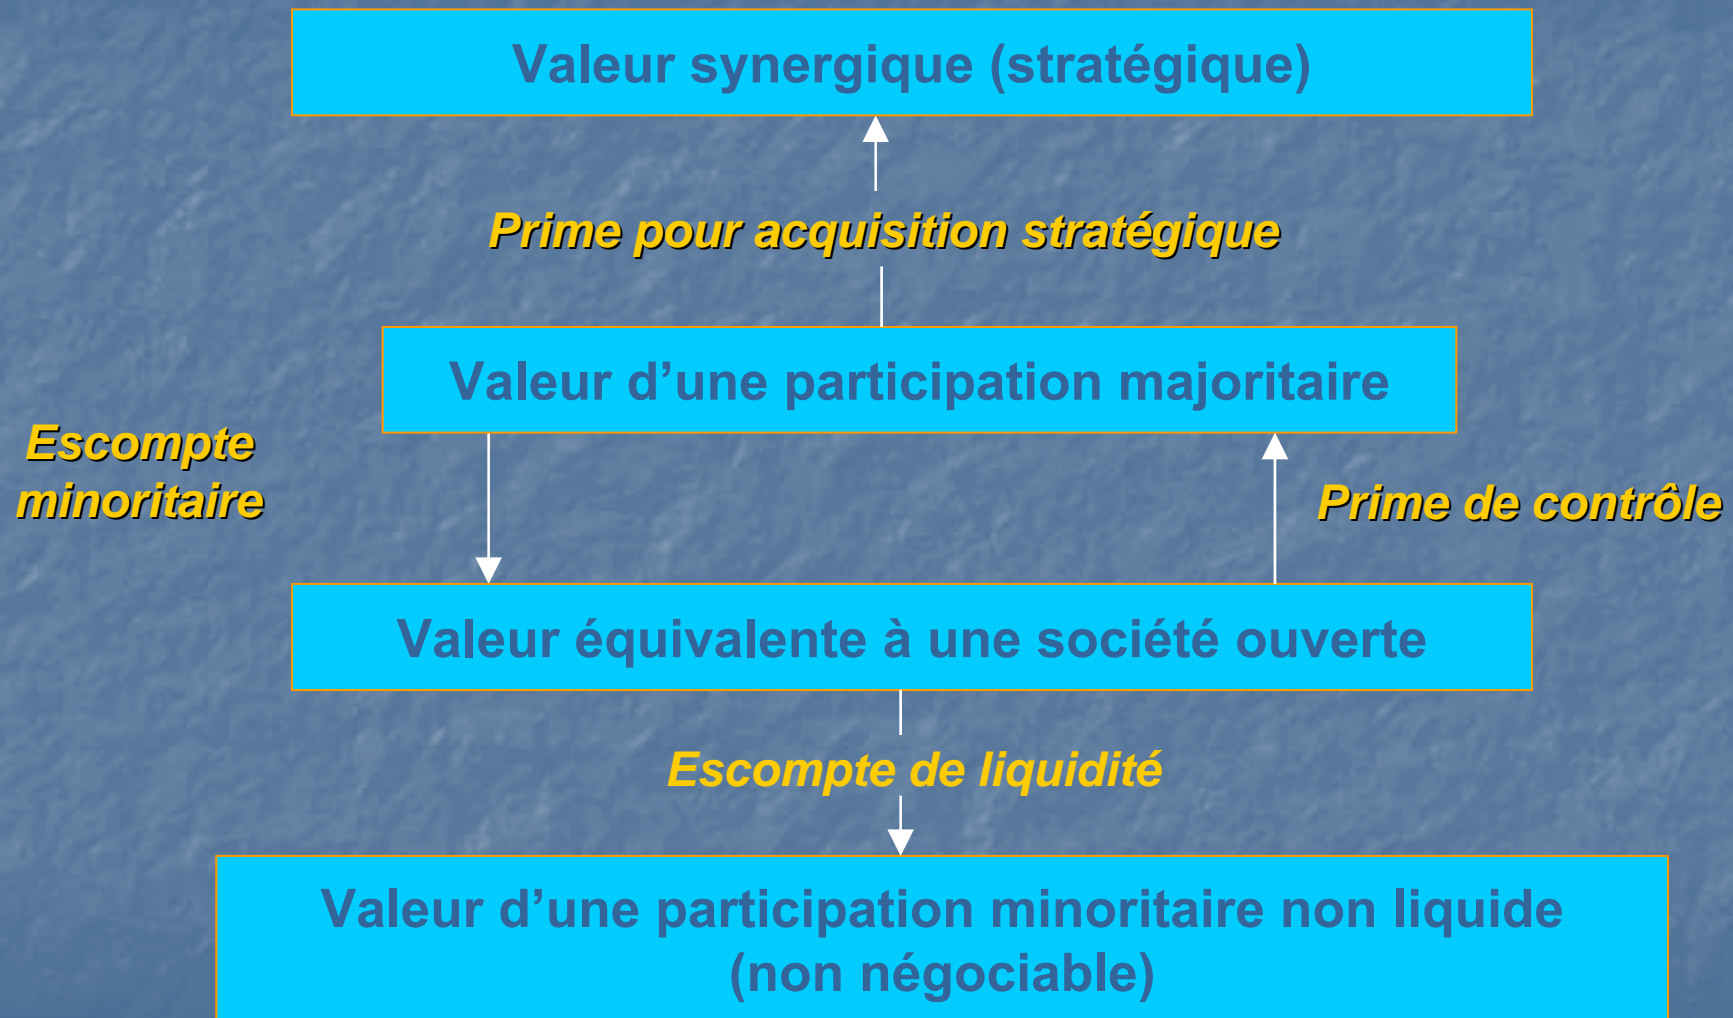 Valeur synergique (stratégique)
Prime pour acquisition stratégique
Valeur d’une participation majoritaire
Escompte
minoritaire
Prime de contrôle
Valeur équivalente à une société ouverte
Escompte de liquidité
Valeur d’une participation minoritaire non liquide
(non négociable)